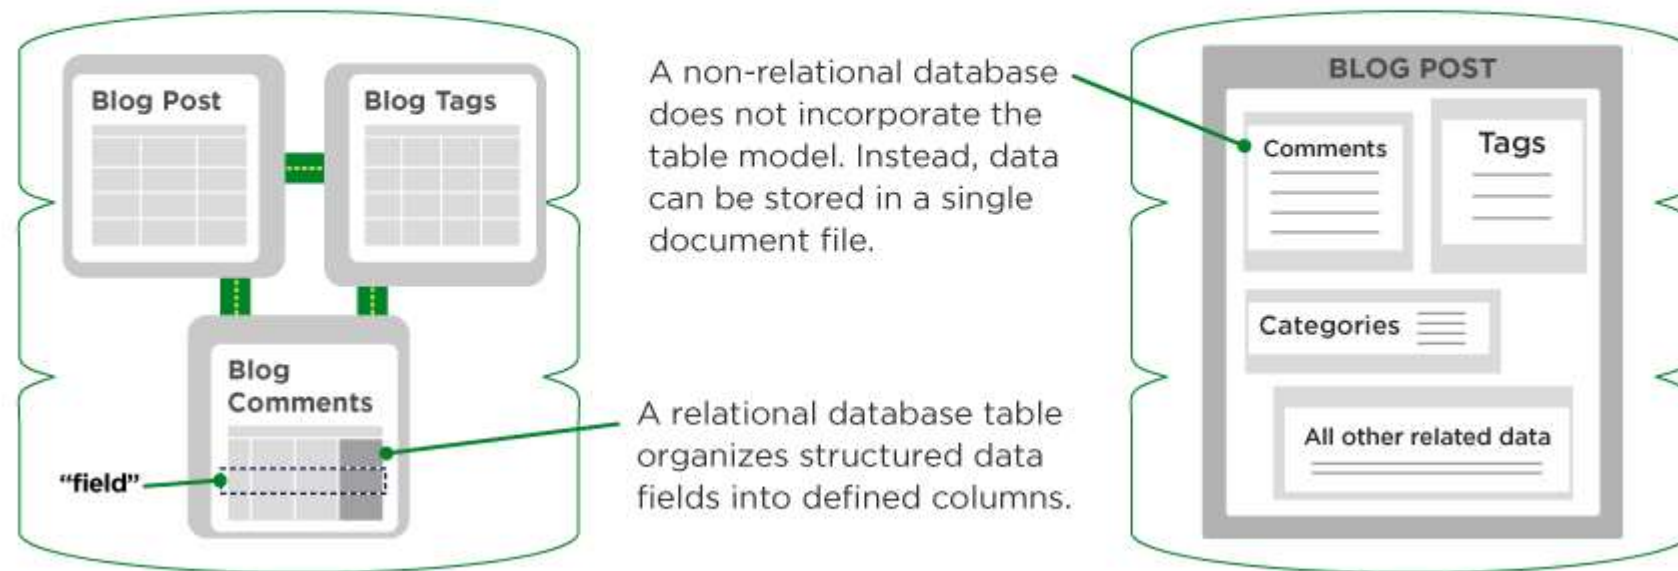 Blog Post
Blog Tags
Blog
Comments
“field”
A non-relational database
does not incorporate the
table model. Instead, data
can be stored in a single
document file.
A relational database table
organizes structured data
fields into defined columns.
BLOG POST
Comments
Tags
Categories
All other related data